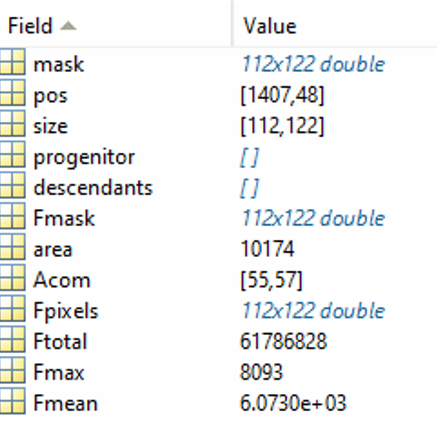 Field Value
mask 112x122 double
pos [1407,48]
size [112,122]
progenitor []
descendants []
Fmask 112x122 double
area 10174
Acom [55,57]
Fpixels 112x122 double
Ftotal 61786828
Fmax 8093
Fmean 6.0730e+03